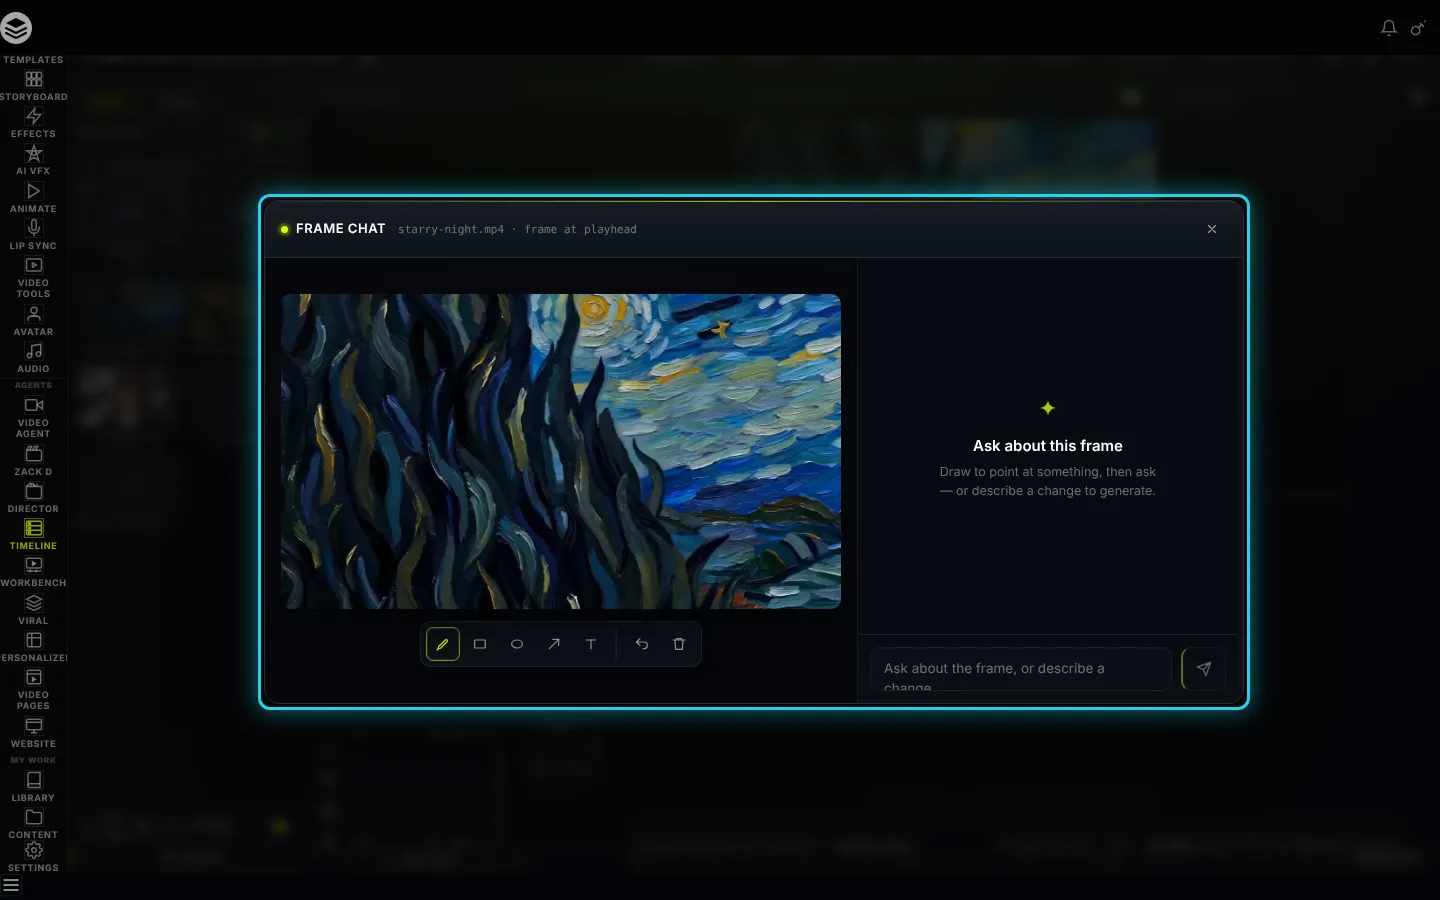 TEMPLATES
STORYBOARD
EFFECTS
AI VFX
ANIMATE
LIP SYNC
VIDEO
TOOLS
AVATAR
AUDIO
AGENTS
VIDEO
AGENT
ZACK D
DIRECTOR
TIMELINE
WORKBENCH
VIRAL
ERSONALIZE
VIDEO
PAGES
WEBSITE
MY WORK
LIBRARY
CONTENT
SETTINGS
FRAME CHAT starry-night.mp4 · frame at playhead
T
Ask about this frame
Draw to point at something, then ask
— or describe a change to generate.
Ask about the frame, or describe a
change